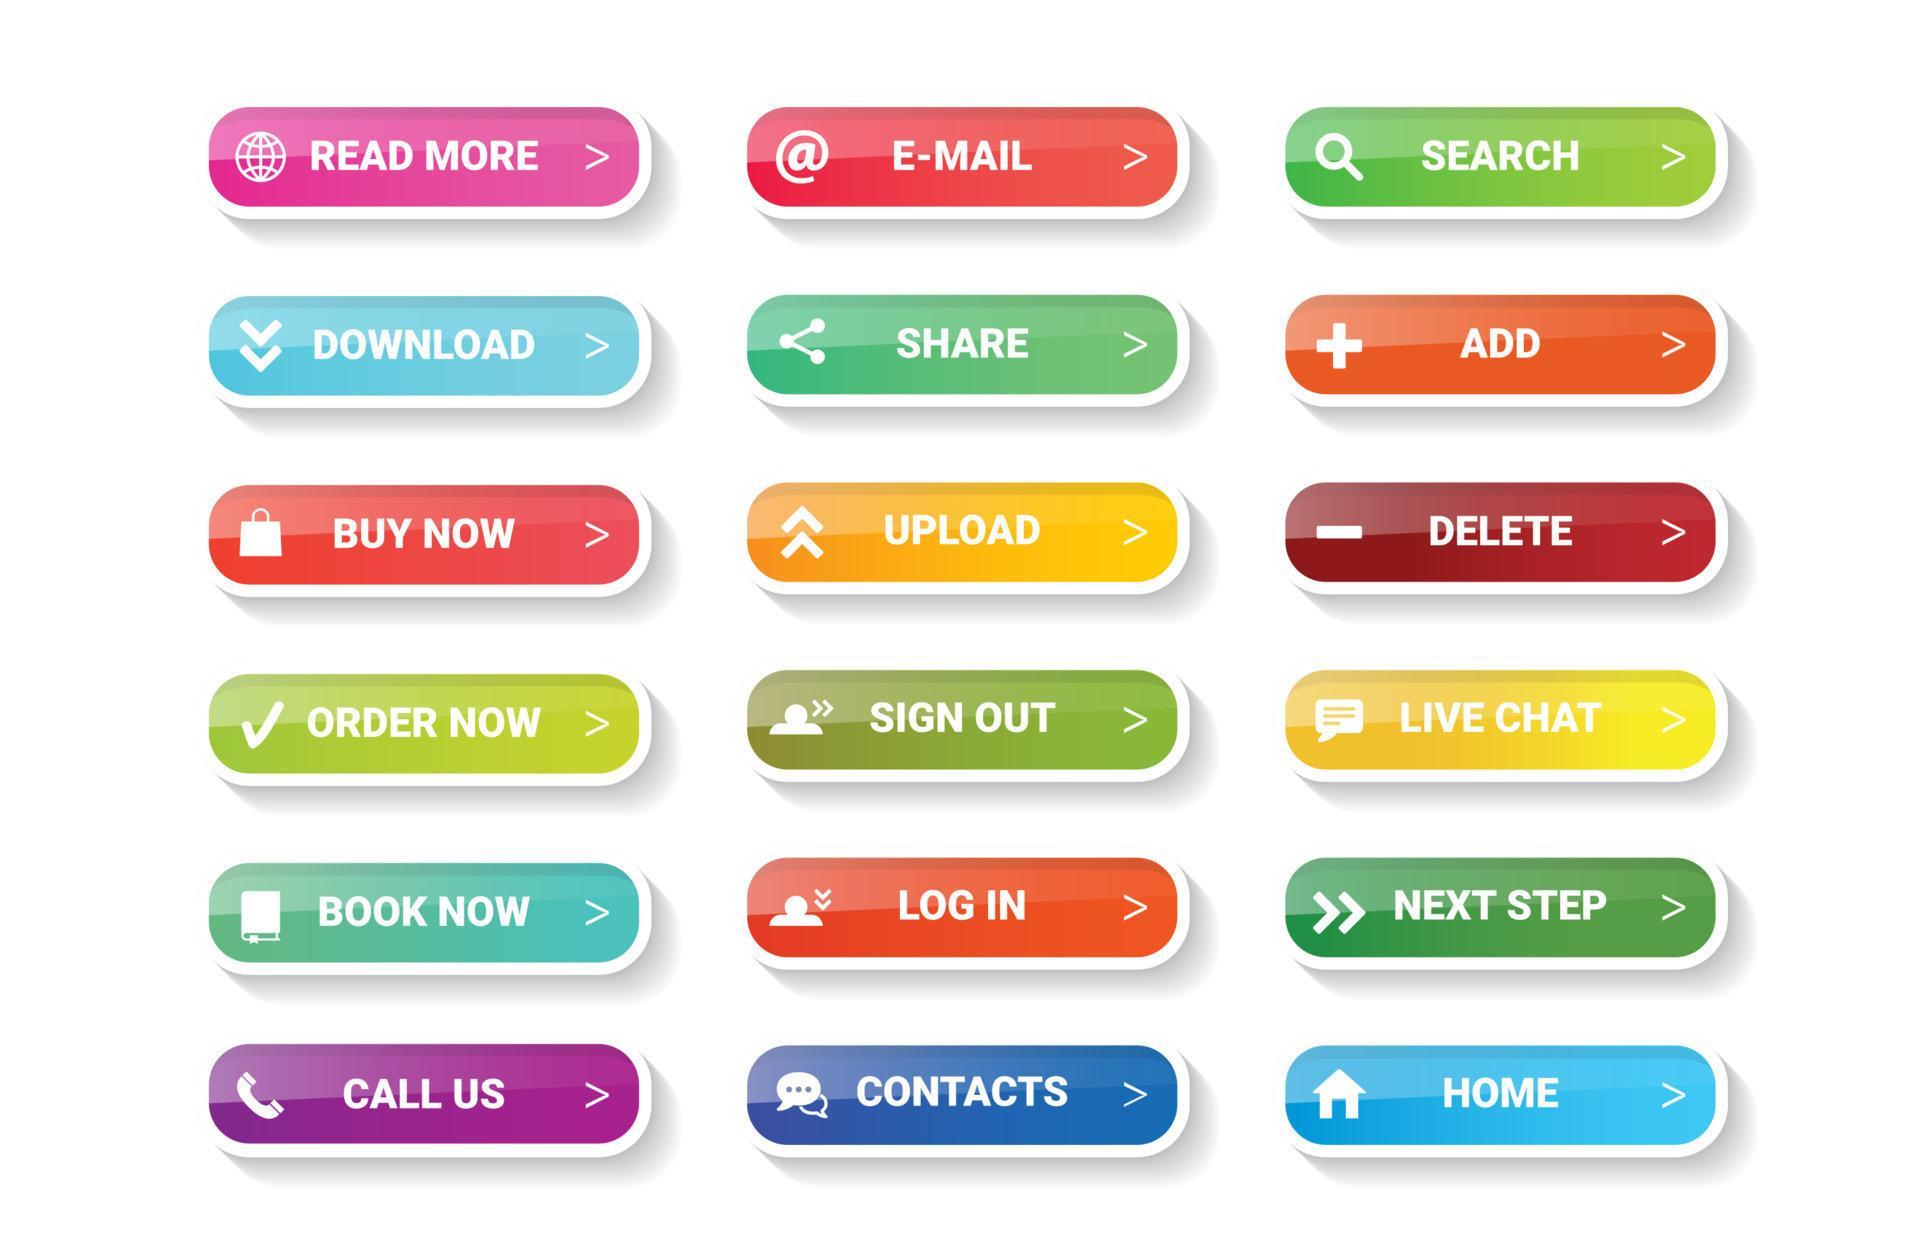 READ MORE >
E-MAIL >
SEARCH >
DOWNLOAD >
SHARE >
ADD >
BUY NOW >
UPLOAD >
DELETE >
ORDER NOW >
SIGN OUT >
LIVE CHAT >
BOOK NOW >
LOG IN >
NEXT STEP >
CALL US >
CONTACTS >
HOME >